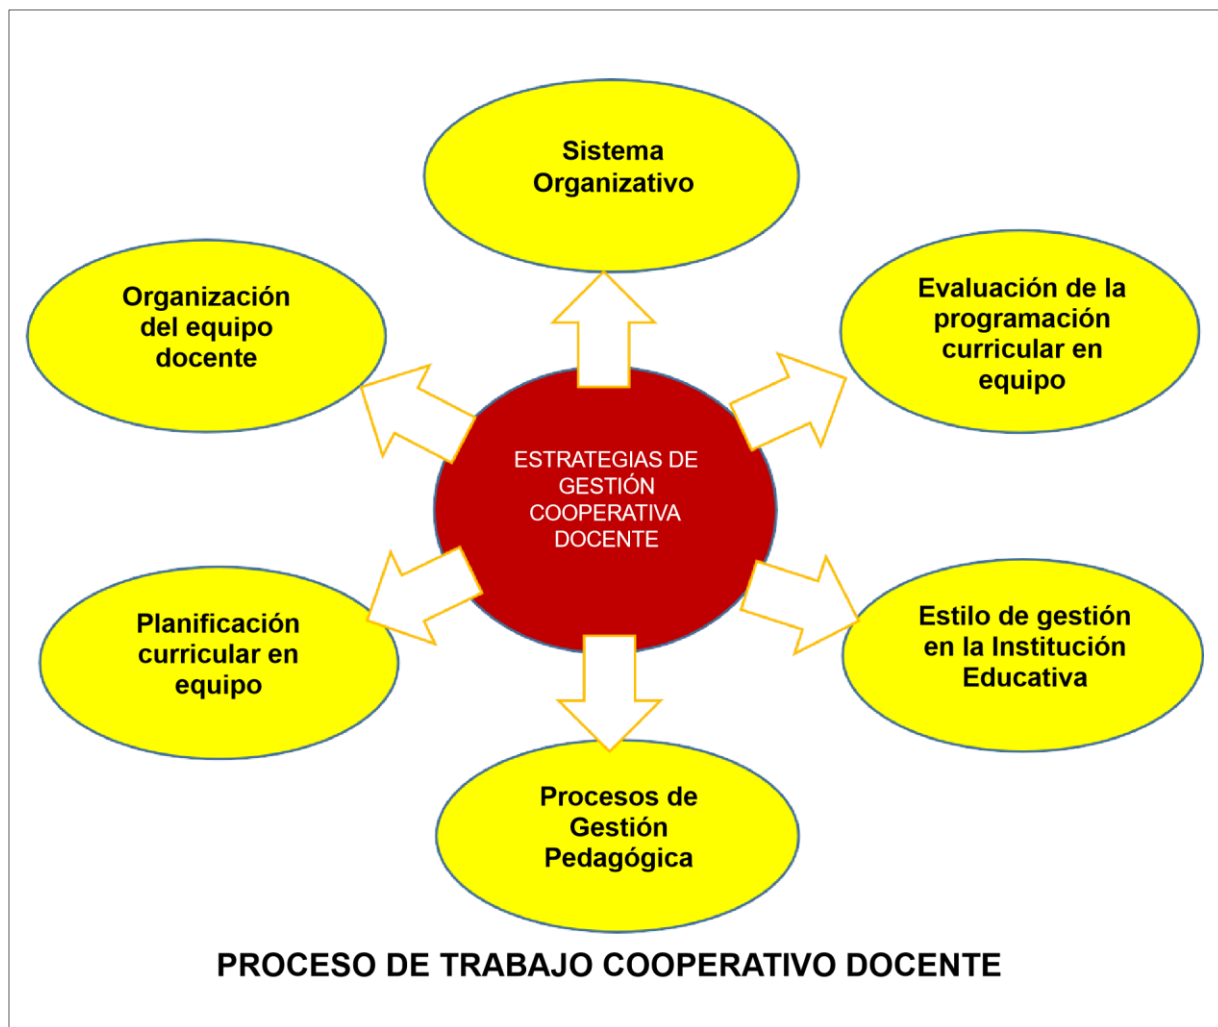 Sistema
Organizativo
Organización
del equipo
docente
Evaluación de la
programación
curricular en
equipo
ESTRATEGIAS DE
GESTIÓN
COOPERATIVA
DOCENTE
Planificación
curricular en
equipo
Estilo de gestión
en la Institución
Educativa
Procesos de
Gestión
Pedagógica
PROCESO DE TRABAJO COOPERATIVO DOCENTE